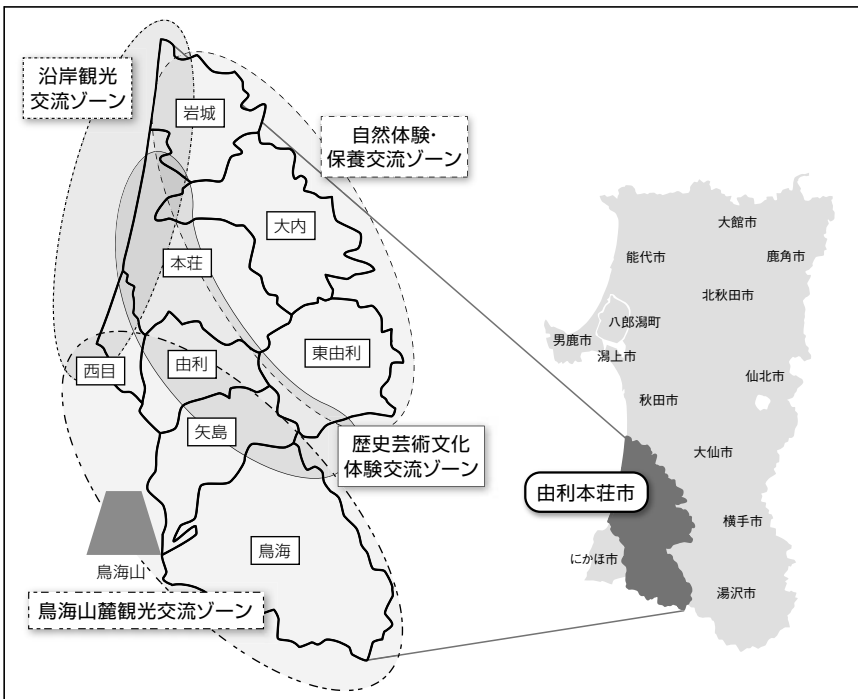 沿岸観光
交流ゾーン
岩城
自然体験・
保養交流ゾーン
大内
本荘
西目
由利
東由利
矢島
歴史芸術文化
体験交流ゾーン
鳥海
鳥海山
鳥海山麓観光交流ゾーン
大館市
能代市
鹿角市
北秋田市
八郎潟町
男鹿市
潟上市
仙北市
秋田市
大仙市
由利本荘市
横手市
にかほ市
湯沢市